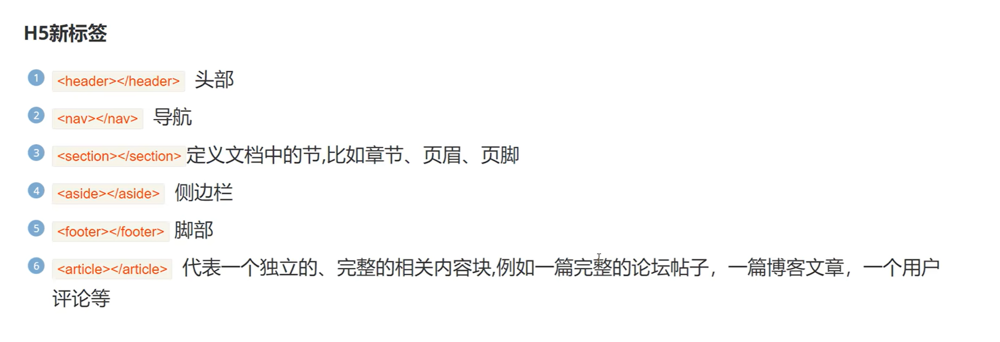 H5新标签
1 <header></header> 头部
2 <nav></nav> 导航
3 <section></section>定义文档中的节,比如章节、页眉、页脚
4 <aside></aside> 侧边栏
5 <footer></footer> 脚部
6 <article></article> 代表一个独立的、完整的相关内容块,例如一篇完整的论坛帖子，一篇博客文章，一个用户
评论等